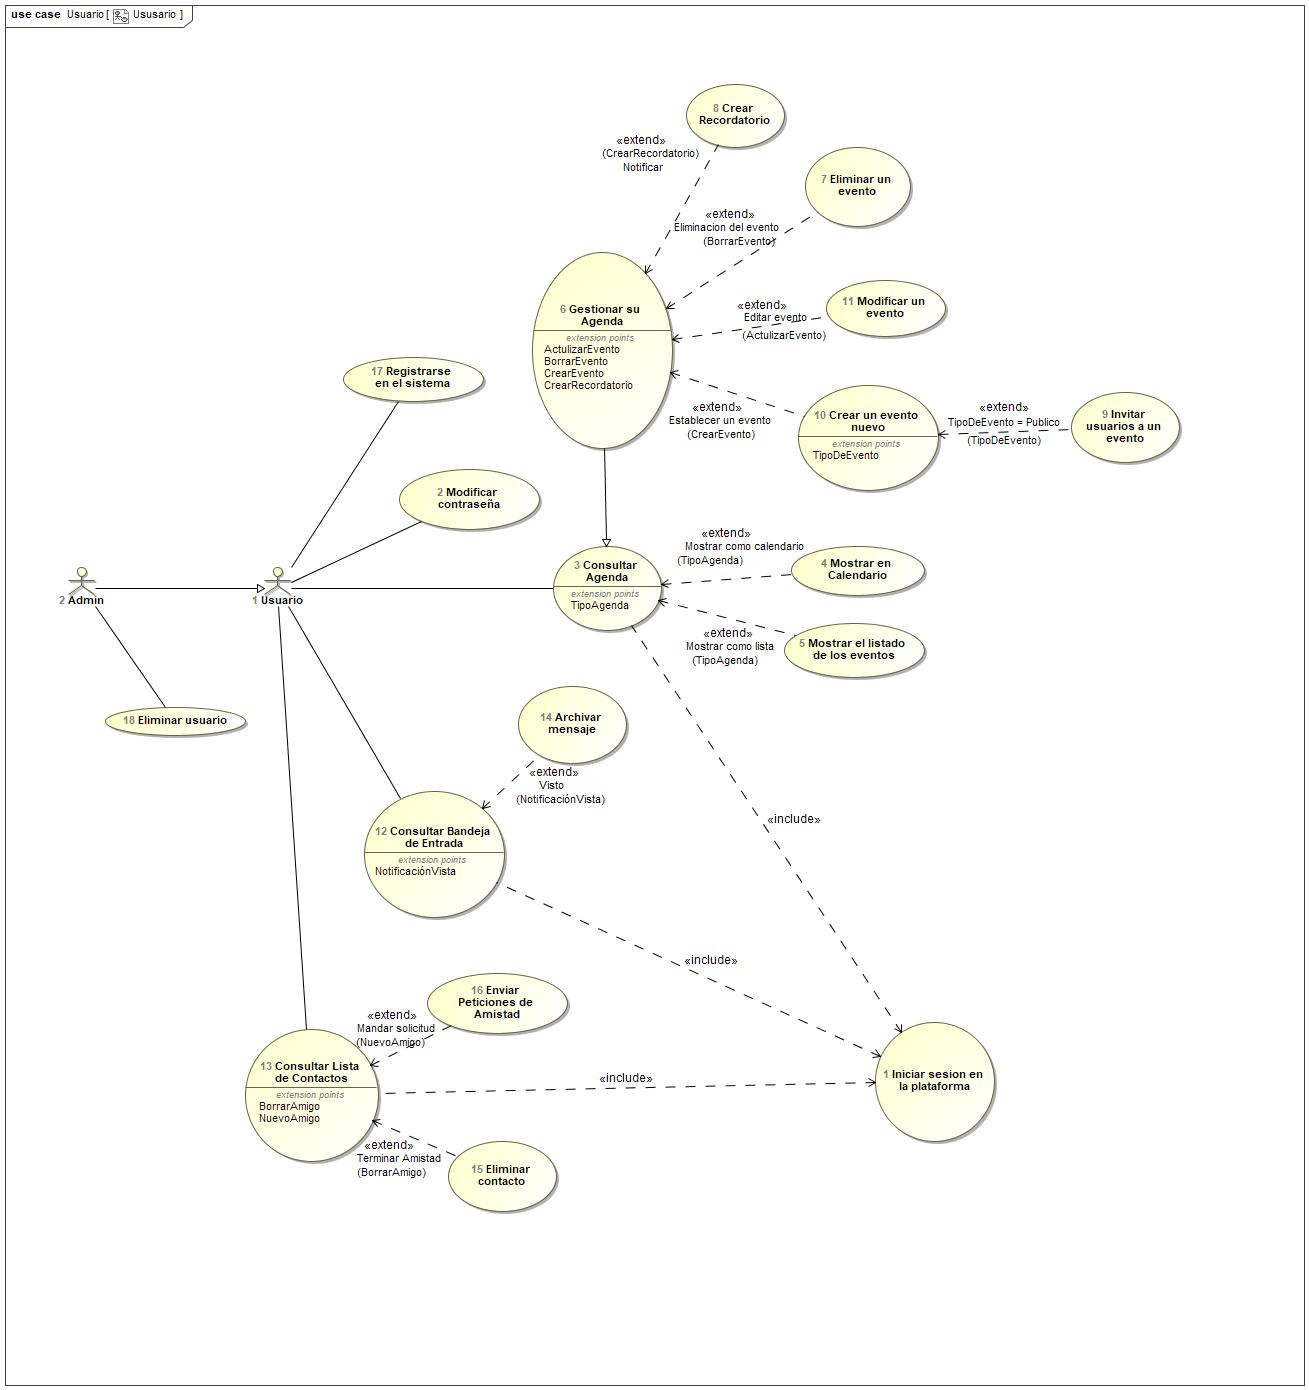 use case Usuario [ Ususario ]
8 Crear
Recordatorio
«extend»
(CrearRecordatorio)
Notificar
7 Eliminar un
evento
«extend»
Eliminacion del evento
(BorrarEvento)
6 Gestionar su
Agenda
extension points
ActulizarEvento
BorrarEvento
CrearEvento
CrearRecordatorio
11 Modificar un
evento
«extend»
Editar evento
(ActulizarEvento)
«extend»
Establecer un evento
(CrearEvento)
10 Crear un evento
nuevo
extension points
TipoDeEvento
«extend»
TipoDeEvento = Publico
(TipoDeEvento)
9 Invitar
usuarios a un
evento
17 Registrarse
en el sistema
2 Modificar
contraseña
2 Admin
1 Usuario
3 Consultar
Agenda
extension points
TipoAgenda
«extend»
Mostrar como calendario
(TipoAgenda)
4 Mostrar en
Calendario
«extend»
Mostrar como lista
(TipoAgenda)
5 Mostrar el listado
de los eventos
18 Eliminar usuario
14 Archivar
mensaje
«extend»
Visto
(NotificaciónVista)
12 Consultar Bandeja
de Entrada
extension points
NotificaciónVista
«include»
«include»
16 Enviar
Peticiones de
Amistad
«extend»
Mandar solicitud
(NuevoAmigo)
13 Consultar Lista
de Contactos
extension points
BorrarAmigo
NuevoAmigo
«include»
1 Iniciar sesion en
la plataforma
«extend»
Terminar Amistad
(BorrarAmigo)
15 Eliminar
contacto